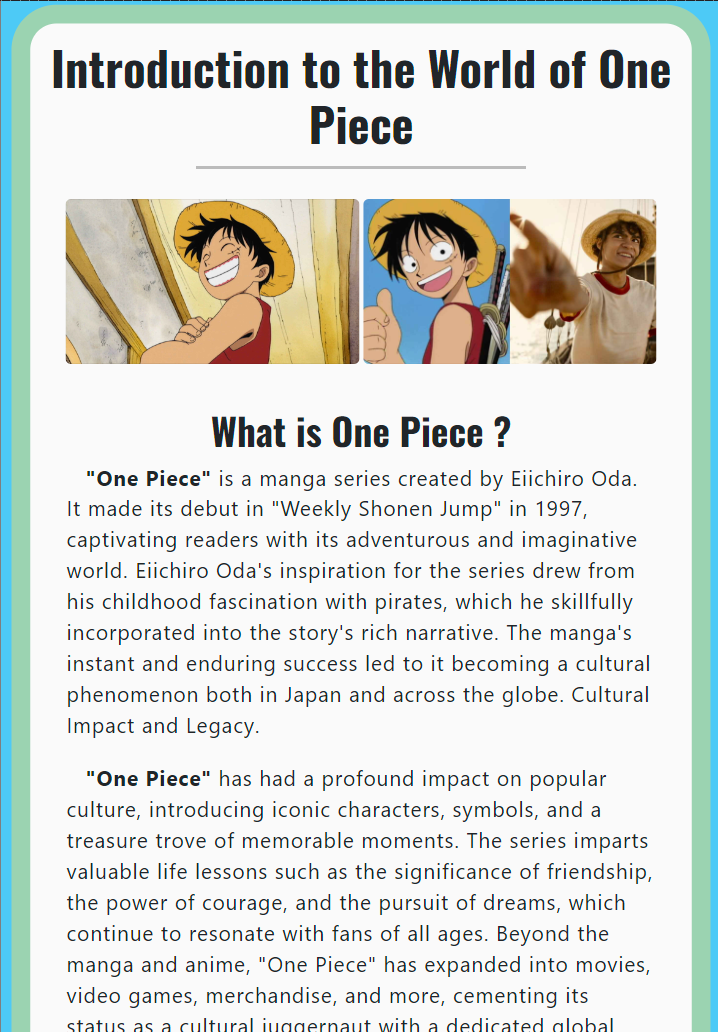 Introduction to the World of One
Piece
What is One Piece ?
"One Piece" is a manga series created by Eiichiro Oda.
It made its debut in "Weekly Shonen Jump" in 1997,
captivating readers with its adventurous and imaginative
world. Eiichiro Oda's inspiration for the series drew from
his childhood fascination with pirates, which he skillfully
incorporated into the story's rich narrative. The manga's
instant and enduring success led to it becoming a cultural
phenomenon both in Japan and across the globe. Cultural
Impact and Legacy.
"One Piece" has had a profound impact on popular
culture, introducing iconic characters, symbols, and a
treasure trove of memorable moments. The series imparts
valuable life lessons such as the significance of friendship,
the power of courage, and the pursuit of dreams, which
continue to resonate with fans of all ages. Beyond the
manga and anime, "One Piece" has expanded into movies,
video games, merchandise, and more, cementing its
status as a cultural juggernaut with a dedicated global